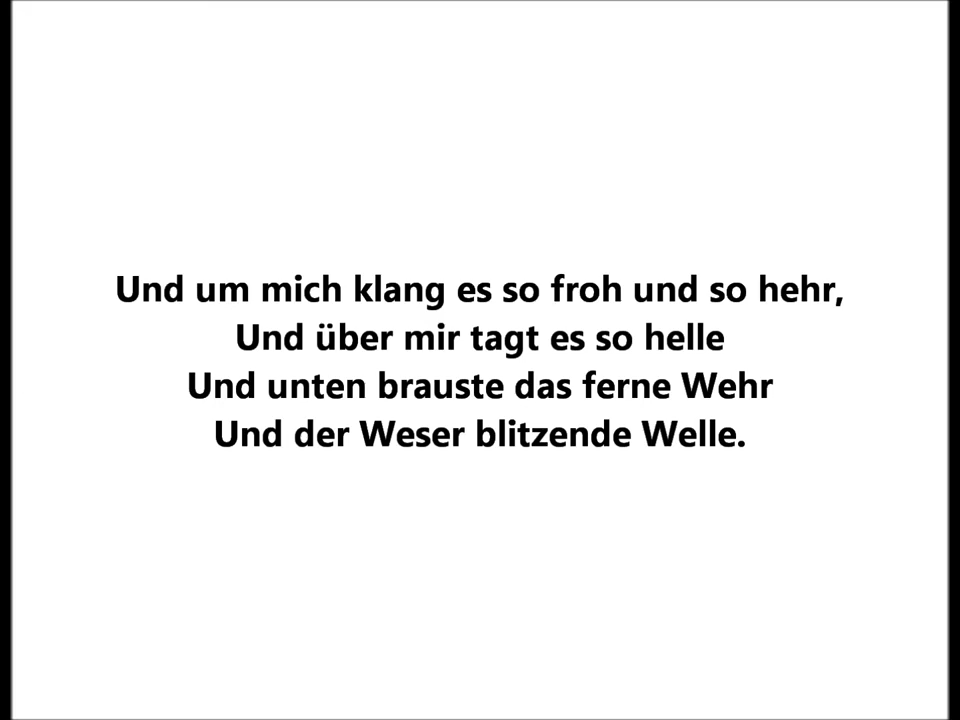 Und um mich klang es so froh und so hehr,
Und über mir tagt es so helle
Und unten brauste das ferne Wehr
Und der Weser blitzende Welle.